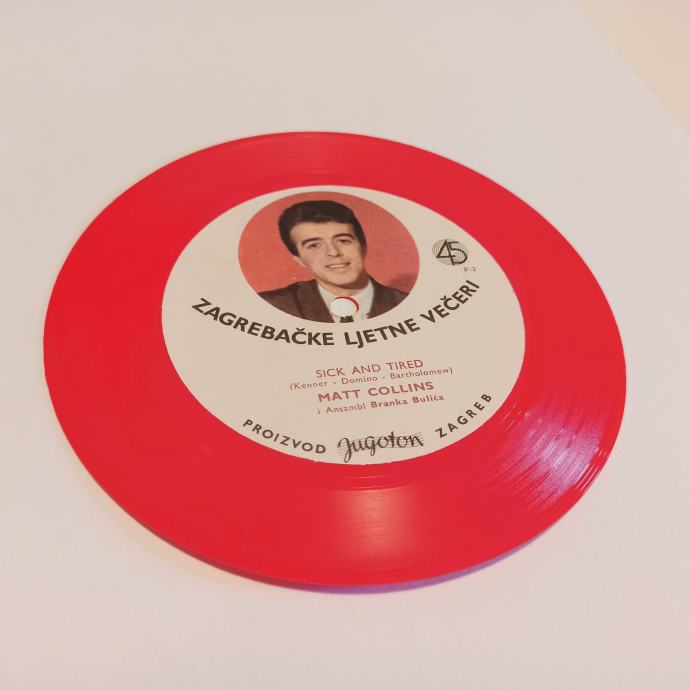 45
F-2
ZAGREBAČKE LJETNE VEČERI
SICK AND TIRED
(Kenner - Domino - Bartholomew)
MATT COLLINS
i Ansambl Branka Bulića
PROIZVOD Jugoton ZAGREB